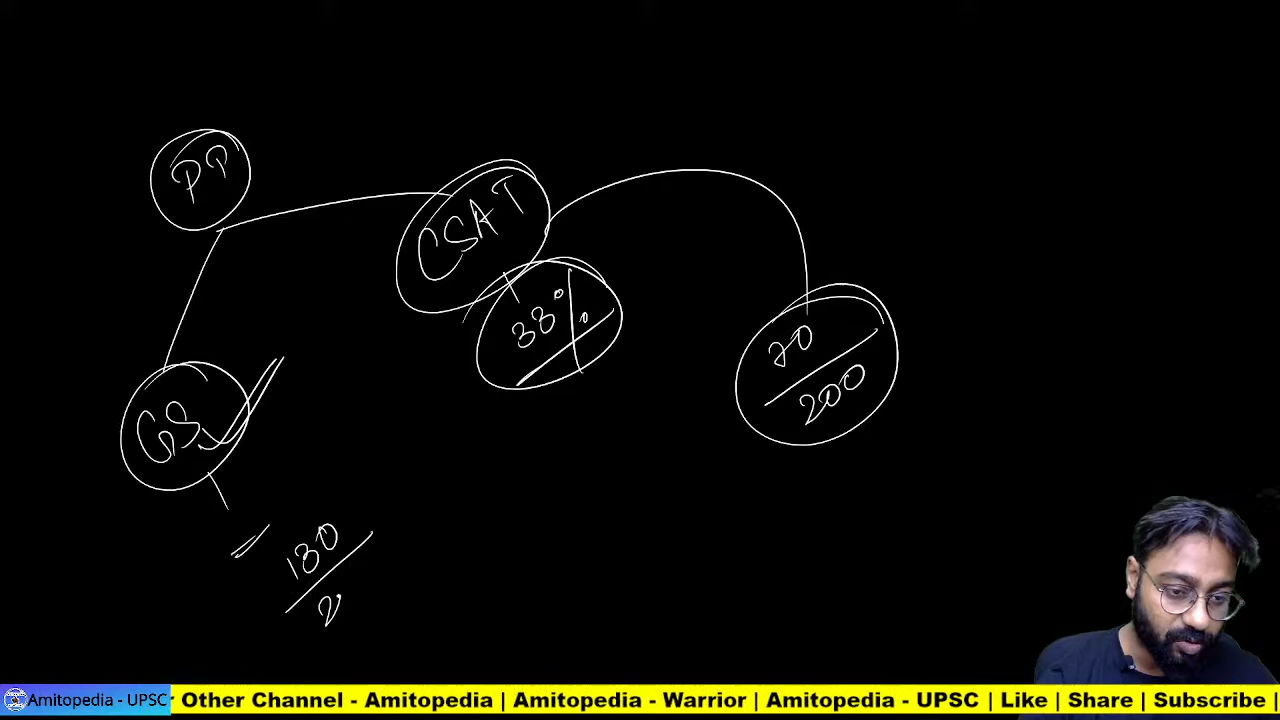 PP
CSAT
33%
70/200
GS
= 130/2
Amitopedia - UPSC
r Other Channel - Amitopedia | Amitopedia - Warrior | Amitopedia - UPSC | Like | Share | Subscribe |